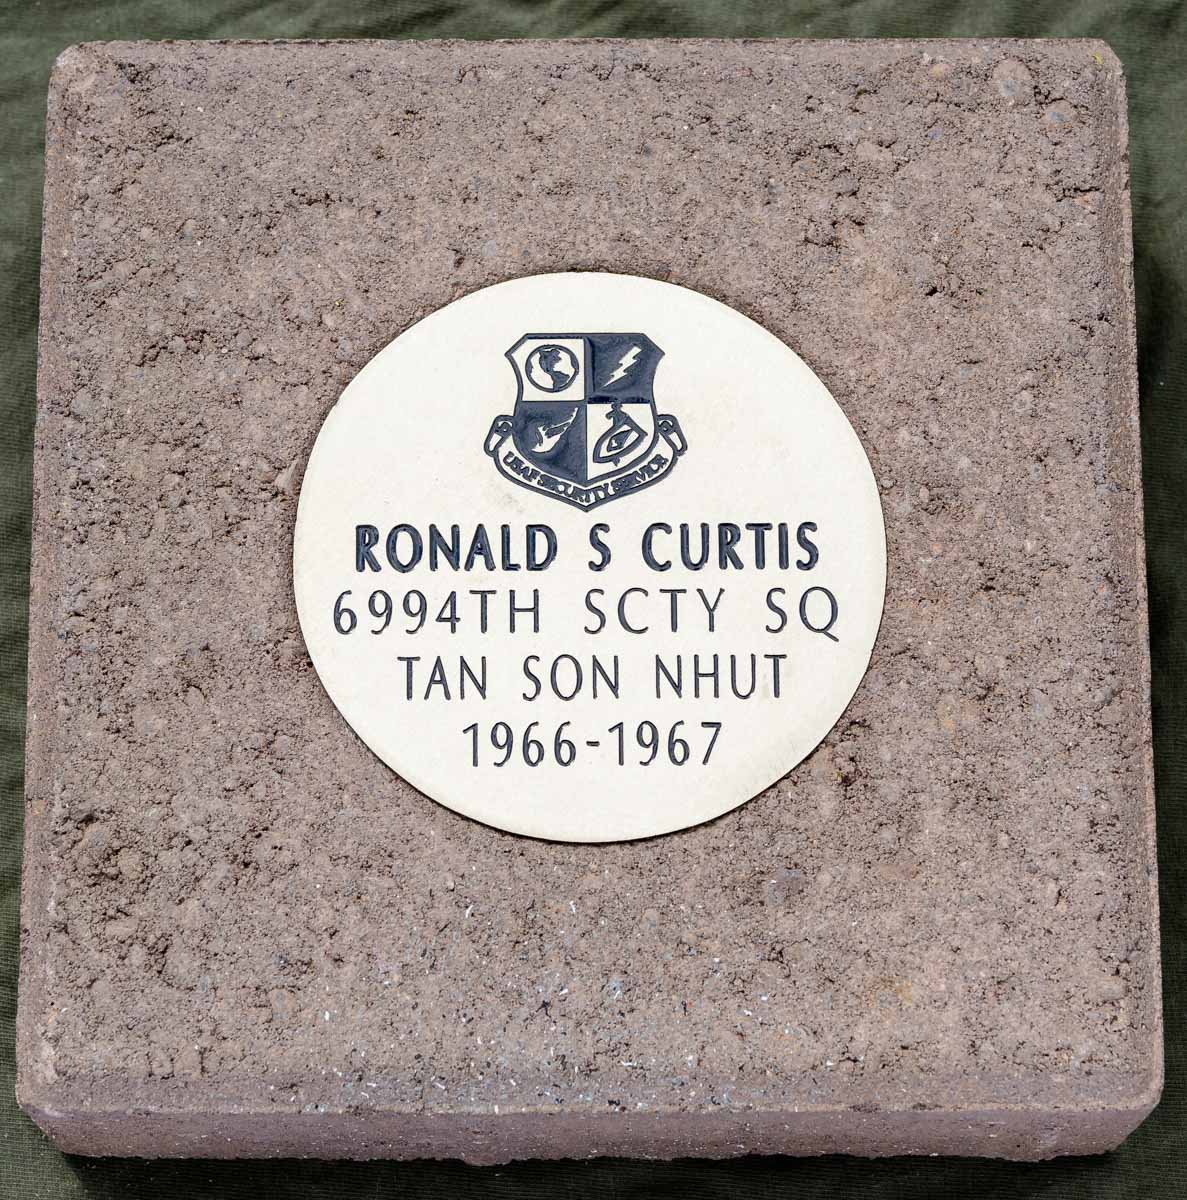 USAF SECURITY SERVICE
RONALD S CURTIS
6994TH SCTY SQ
TAN SON NHUT
1966-1967